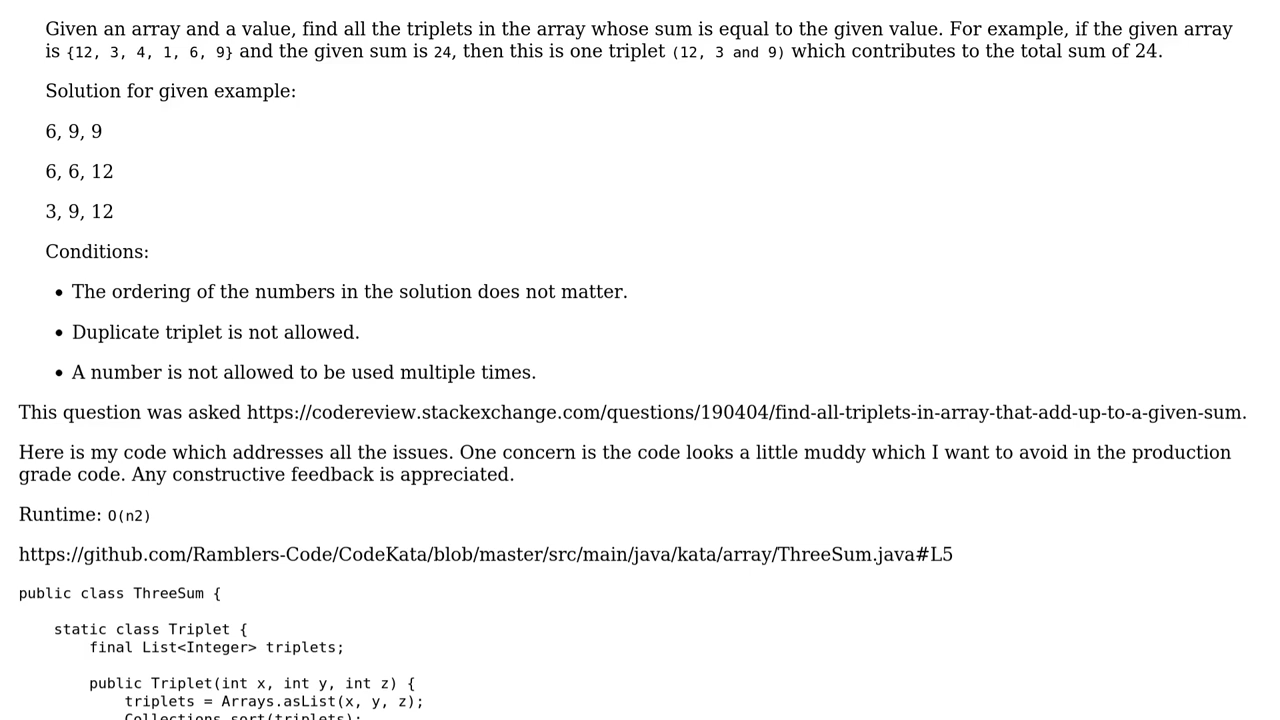 Given an array and a value, find all the triplets in the array whose sum is equal to the given value. For example, if the given array
is {12, 3, 4, 1, 6, 9} and the given sum is 24, then this is one triplet (12, 3 and 9) which contributes to the total sum of 24.
Solution for given example:
6, 9, 9
6, 6, 12
3, 9, 12
Conditions:
• The ordering of the numbers in the solution does not matter.
• Duplicate triplet is not allowed.
• A number is not allowed to be used multiple times.
This question was asked https://codereview.stackexchange.com/questions/190404/find-all-triplets-in-array-that-add-up-to-a-given-sum.
Here is my code which addresses all the issues. One concern is the code looks a little muddy which I want to avoid in the production
grade code. Any constructive feedback is appreciated.
Runtime: O(n2)
https://github.com/Ramblers-Code/CodeKata/blob/master/src/main/java/kata/array/ThreeSum.java#L5
public class ThreeSum {
static class Triplet {
final List<Integer> triplets;
public Triplet(int x, int y, int z) {
triplets = Arrays.asList(x, y, z);
Collections.sort(triplets);